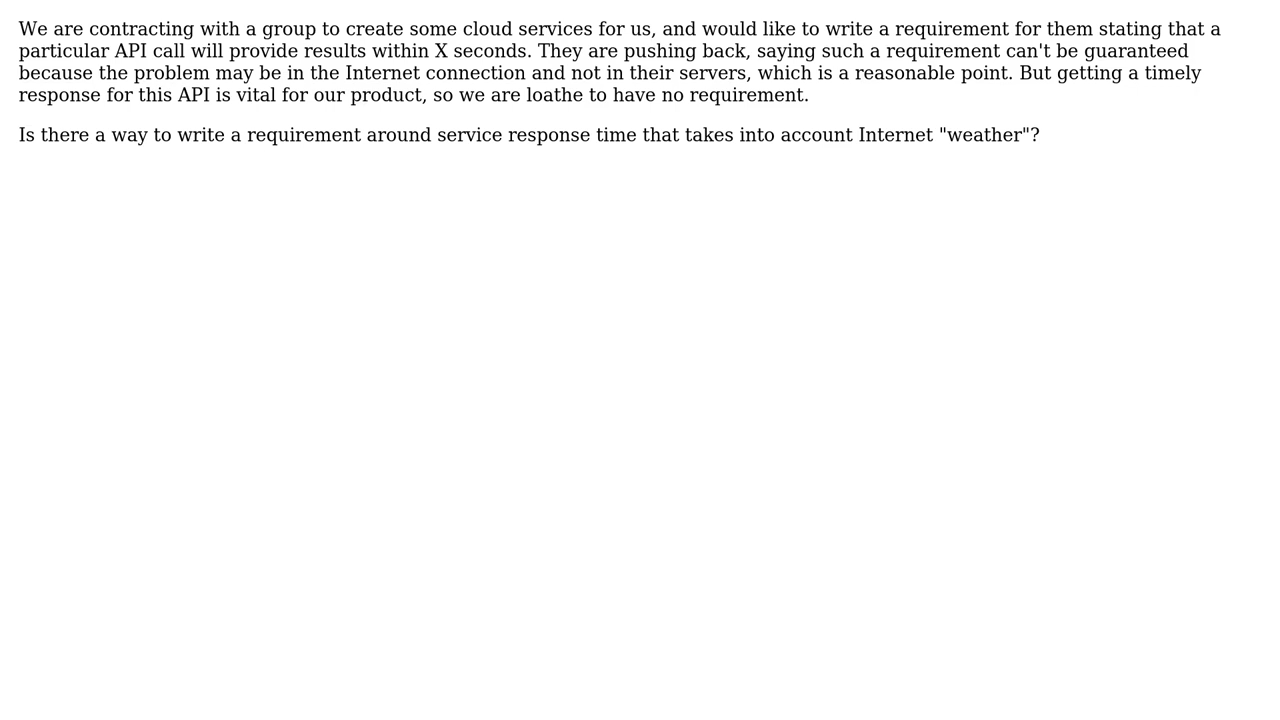 We are contracting with a group to create some cloud services for us, and would like to write a requirement for them stating that a
particular API call will provide results within X seconds. They are pushing back, saying such a requirement can't be guaranteed
because the problem may be in the Internet connection and not in their servers, which is a reasonable point. But getting a timely
response for this API is vital for our product, so we are loathe to have no requirement.
Is there a way to write a requirement around service response time that takes into account Internet "weather"?